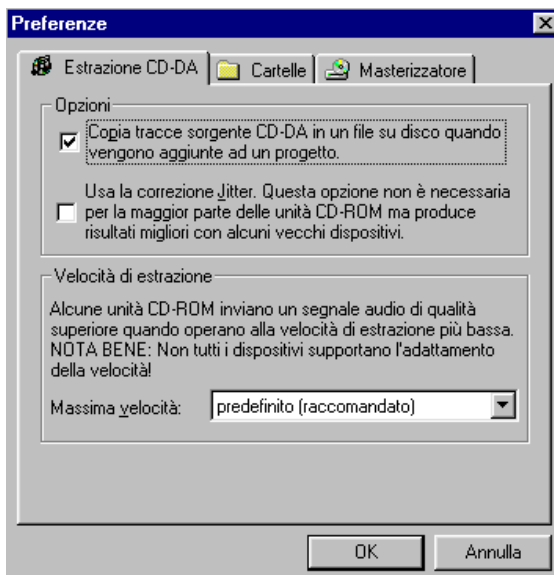 Preferenze
Estrazione CD-DA
Cartelle
Masterizzatore
Opzioni
Copia tracce sorgente CD-DA in un file su disco quando
vengono aggiunte ad un progetto.
Usa la correzione Jitter. Questa opzione non è necessaria
per la maggior parte delle unità CD-ROM ma produce
risultati migliori con alcuni vecchi dispositivi.
Velocità di estrazione
Alcune unità CD-ROM inviano un segnale audio di qualità
superiore quando operano alla velocità di estrazione più bassa.
NOTA BENE: Non tutti i dispositivi supportano l'adattamento
della velocità!
Massima velocità:
predefinito (raccomandato)
OK
Annulla